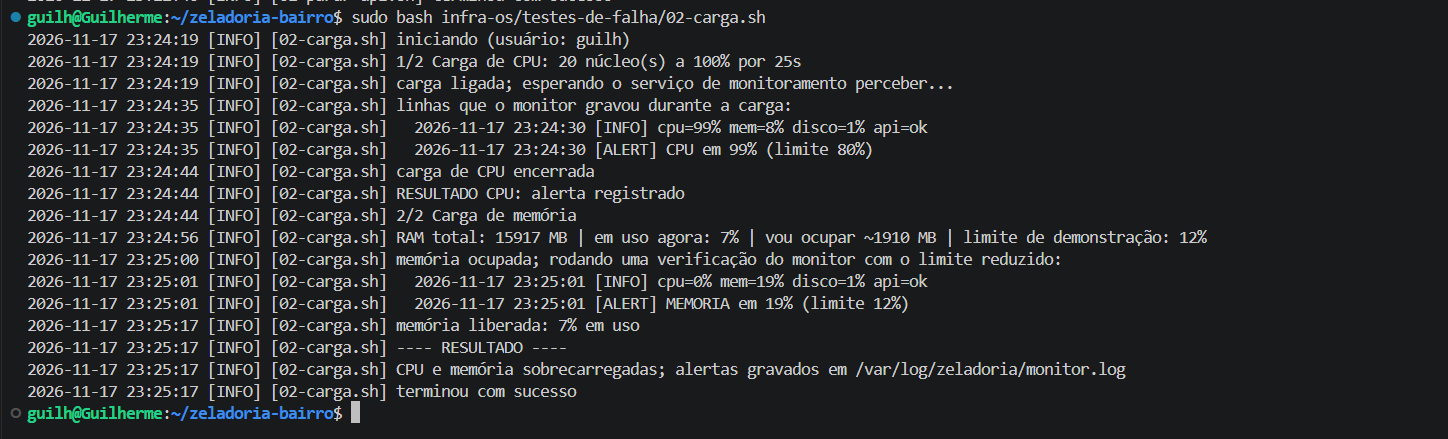 guilh@Guilherme:~/zeladoria-bairro$ sudo bash infra-os/testes-de-falha/02-carga.sh
2026-11-17 23:24:19 [INFO] [02-carga.sh] iniciando (usuário: guilh)
2026-11-17 23:24:19 [INFO] [02-carga.sh] 1/2 Carga de CPU: 20 núcleo(s) a 100% por 25s
2026-11-17 23:24:19 [INFO] [02-carga.sh] carga ligada; esperando o serviço de monitoramento perceber...
2026-11-17 23:24:35 [INFO] [02-carga.sh] linhas que o monitor gravou durante a carga:
2026-11-17 23:24:35 [INFO] [02-carga.sh]   2026-11-17 23:24:30 [INFO] cpu=99% mem=8% disco=1% api=ok
2026-11-17 23:24:35 [INFO] [02-carga.sh]   2026-11-17 23:24:30 [ALERT] CPU em 99% (limite 80%)
2026-11-17 23:24:44 [INFO] [02-carga.sh] carga de CPU encerrada
2026-11-17 23:24:44 [INFO] [02-carga.sh] RESULTADO CPU: alerta registrado
2026-11-17 23:24:44 [INFO] [02-carga.sh] 2/2 Carga de memória
2026-11-17 23:24:56 [INFO] [02-carga.sh] RAM total: 15917 MB | em uso agora: 7% | vou ocupar ~1910 MB | limite de demonstração: 12%
2026-11-17 23:25:00 [INFO] [02-carga.sh] memória ocupada; rodando uma verificação do monitor com o limite reduzido:
2026-11-17 23:25:01 [INFO] [02-carga.sh]   2026-11-17 23:25:01 [INFO] cpu=0% mem=19% disco=1% api=ok
2026-11-17 23:25:01 [INFO] [02-carga.sh]   2026-11-17 23:25:01 [ALERT] MEMORIA em 19% (limite 12%)
2026-11-17 23:25:17 [INFO] [02-carga.sh] memória liberada: 7% em uso
2026-11-17 23:25:17 [INFO] [02-carga.sh] ---- RESULTADO ----
2026-11-17 23:25:17 [INFO] [02-carga.sh] CPU e memória sobrecarregadas; alertas gravados em /var/log/zeladoria/monitor.log
2026-11-17 23:25:17 [INFO] [02-carga.sh] terminou com sucesso
guilh@Guilherme:~/zeladoria-bairro$